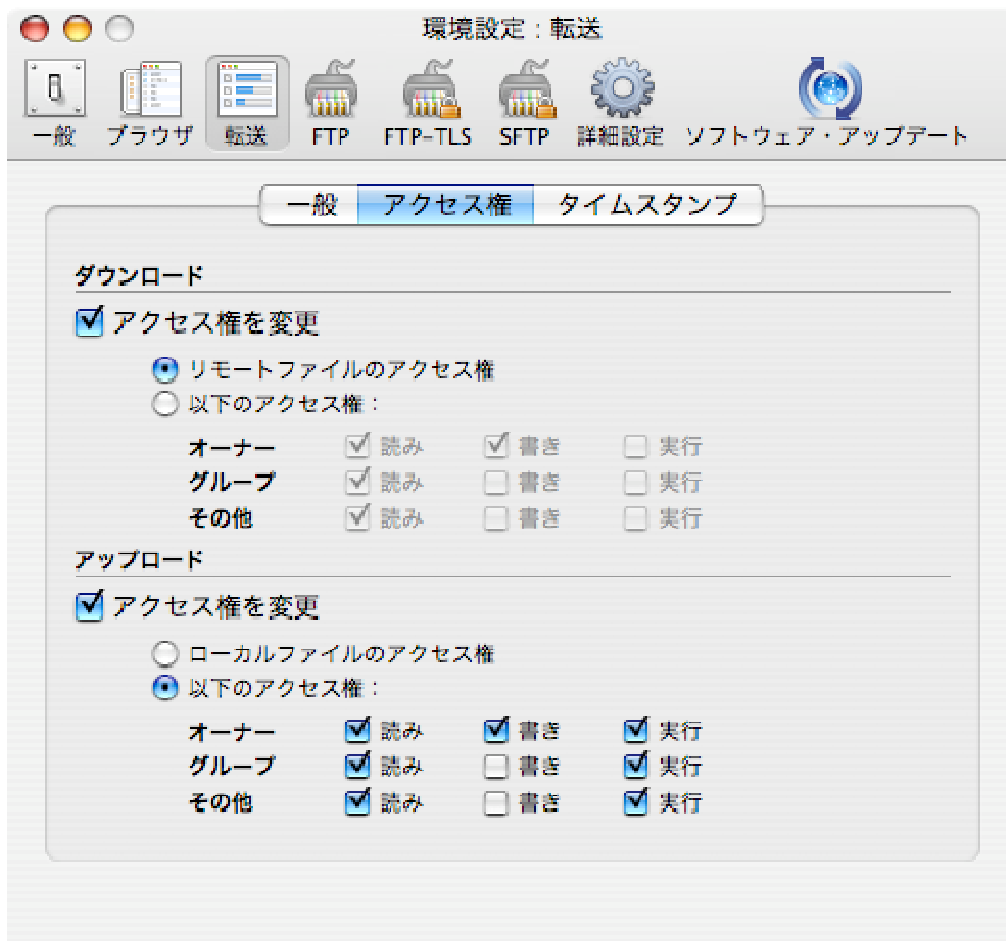 環境設定:転送
一般 ブラウザ 転送 FTP FTP-TLS SFTP 詳細設定 ソフトウェア・アップデート
一般 アクセス権 タイムスタンプ
ダウンロード
アクセス権を変更
リモートファイルのアクセス権
以下のアクセス権:
オーナー 読み 書き 実行
グループ 読み 書き 実行
その他 読み 書き 実行
アップロード
アクセス権を変更
ローカルファイルのアクセス権
以下のアクセス権:
オーナー 読み 書き 実行
グループ 読み 書き 実行
その他 読み 書き 実行